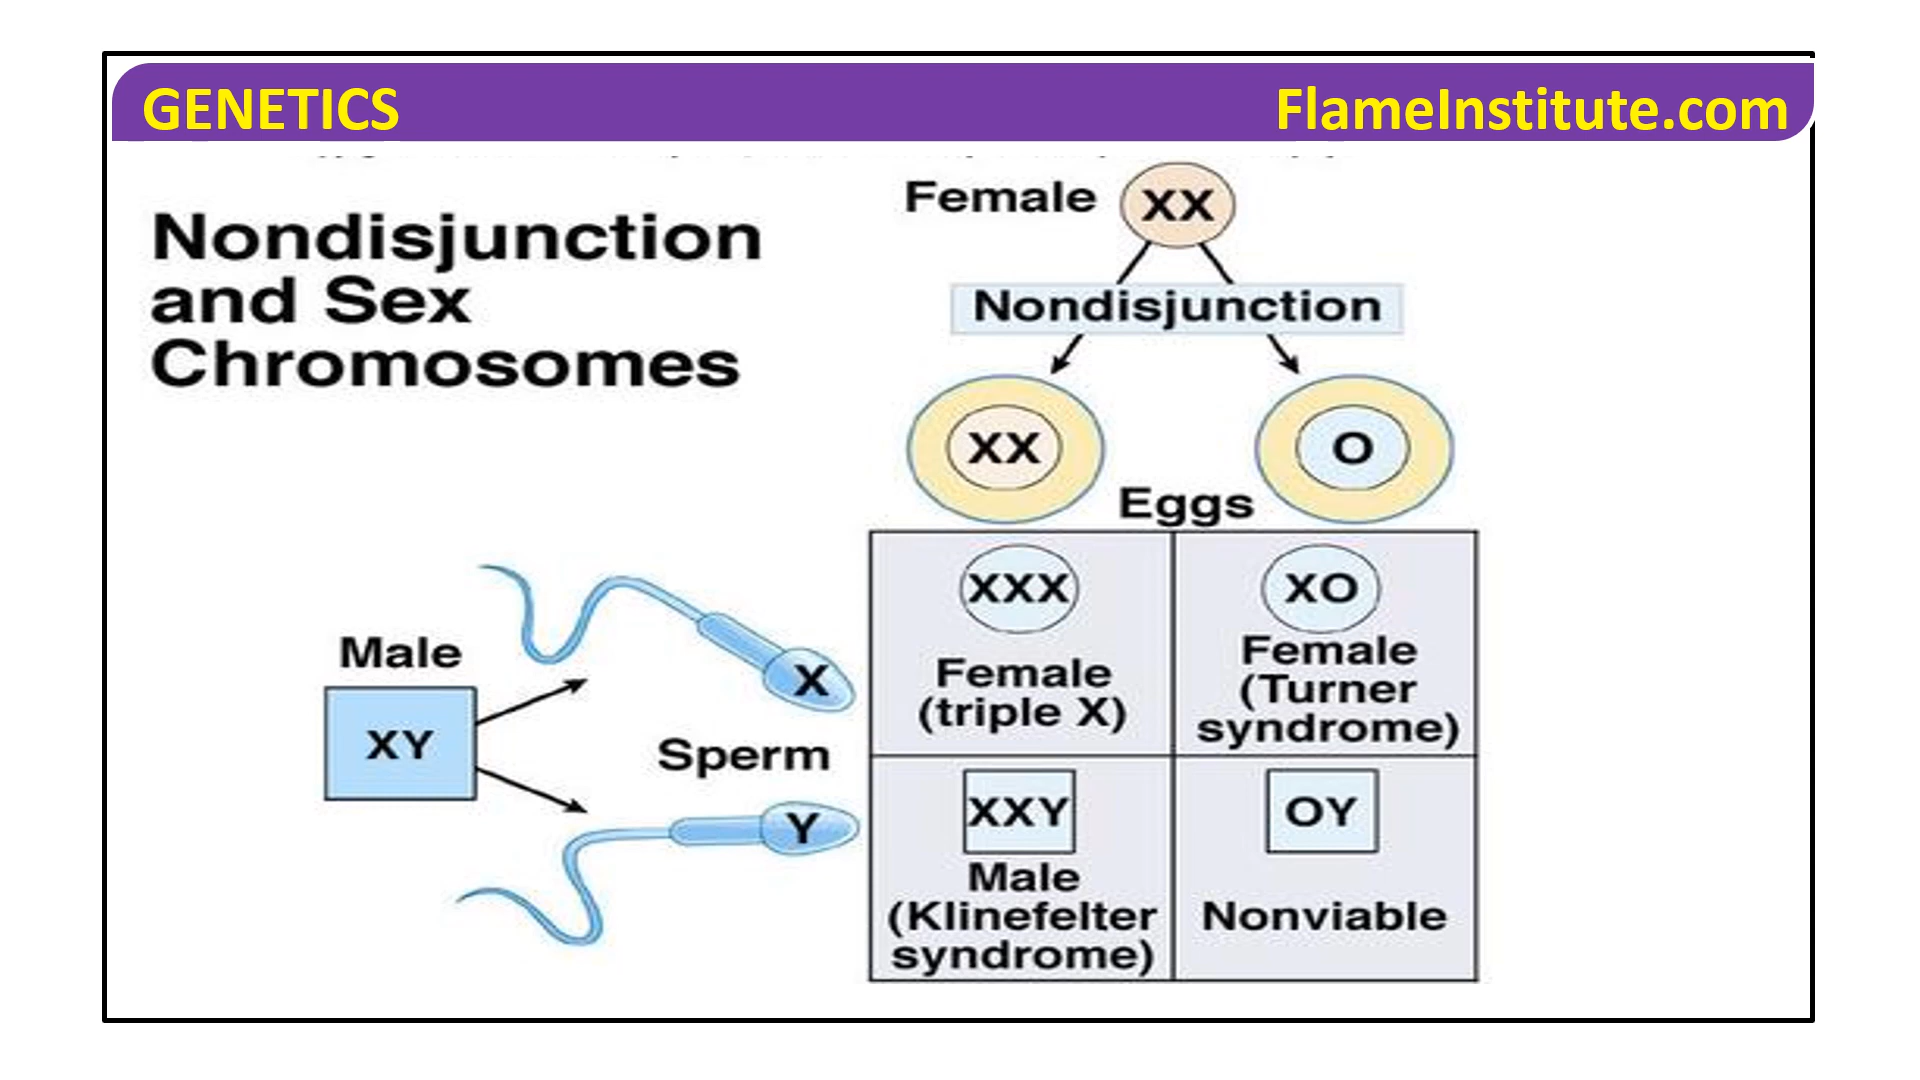 GENETICS
FlameInstitute.com
Nondisjunction
and Sex
Chromosomes
Female
XX
Nondisjunction
XX
O
Eggs
Male
XY
X
Sperm
Y
XXX
Female
(triple X)
XO
Female
(Turner
syndrome)
XXY
Male
(Klinefelter
syndrome)
OY
Nonviable